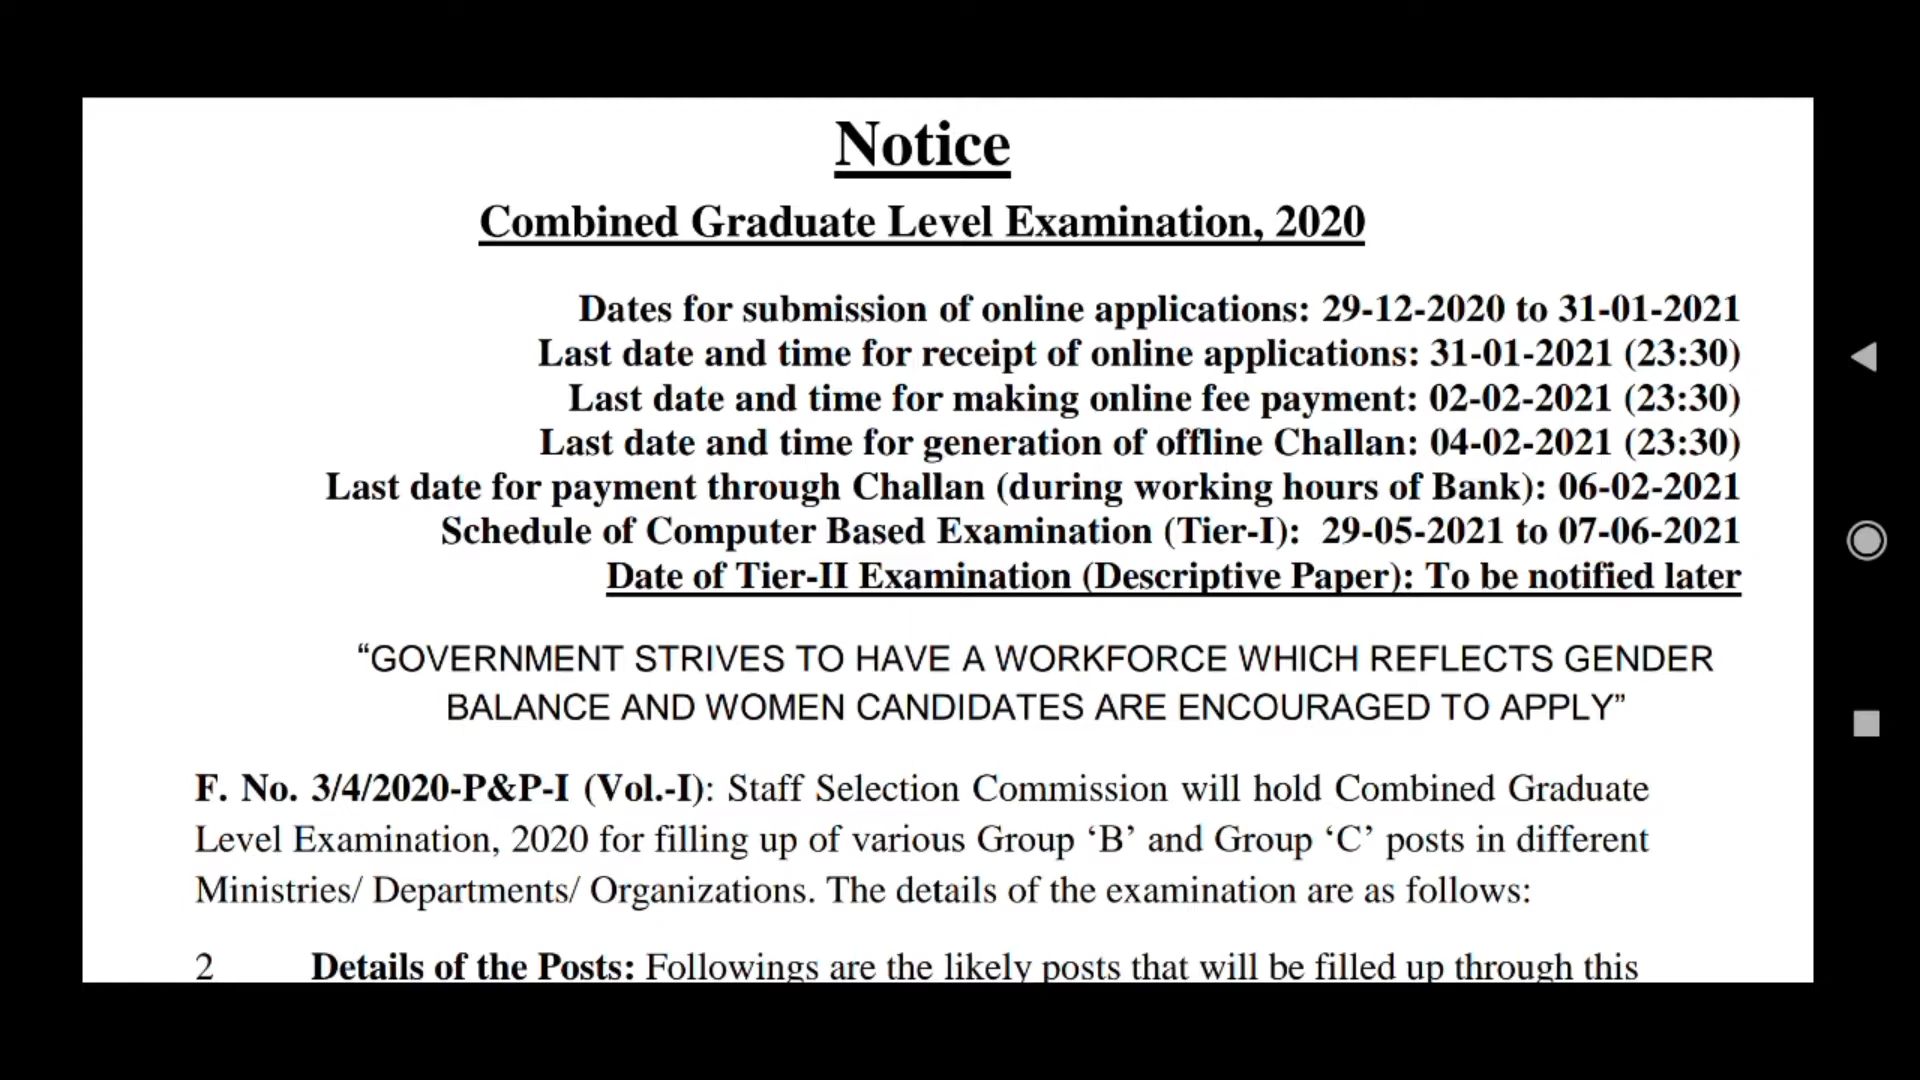 Notice
Combined Graduate Level Examination, 2020
Dates for submission of online applications: 29-12-2020 to 31-01-2021
Last date and time for receipt of online applications: 31-01-2021 (23:30)
Last date and time for making online fee payment: 02-02-2021 (23:30)
Last date and time for generation of offline Challan: 04-02-2021 (23:30)
Last date for payment through Challan (during working hours of Bank): 06-02-2021
Schedule of Computer Based Examination (Tier-I): 29-05-2021 to 07-06-2021
Date of Tier-II Examination (Descriptive Paper): To be notified later
“GOVERNMENT STRIVES TO HAVE A WORKFORCE WHICH REFLECTS GENDER
BALANCE AND WOMEN CANDIDATES ARE ENCOURAGED TO APPLY”
F. No. 3/4/2020-P&P-I (Vol.-I): Staff Selection Commission will hold Combined Graduate
Level Examination, 2020 for filling up of various Group ‘B’ and Group ‘C’ posts in different
Ministries/ Departments/ Organizations. The details of the examination are as follows:
2 Details of the Posts: Followings are the likely posts that will be filled up through this